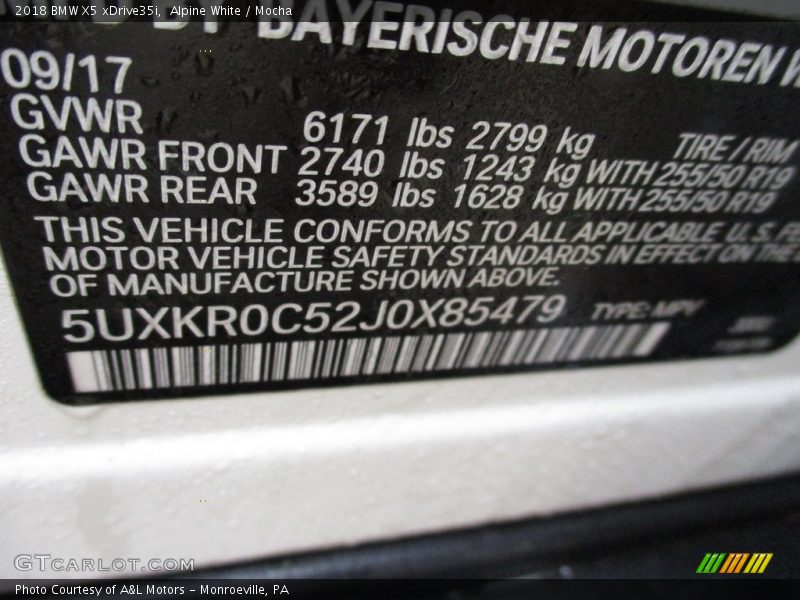 2018 BMW X5 xDrive35i, Alpine White / Mocha
BY BAYERISCHE MOTOREN
09/17
GVWR 6171 lbs 2799 kg TIRE / RIM
GAWR FRONT 2740 lbs 1243 kg WITH 255/50 R19
GAWR REAR 3589 lbs 1628 kg WITH 255/50 R19
THIS VEHICLE CONFORMS TO ALL APPLICABLE U.S.
MOTOR VEHICLE SAFETY STANDARDS IN EFFECT ON THE
OF MANUFACTURE SHOWN ABOVE.
5UXKR0C52J0X85479 TYPE: MPV
GTCarLot.com
Photo Courtesy of A&L Motors – Monroeville, PA